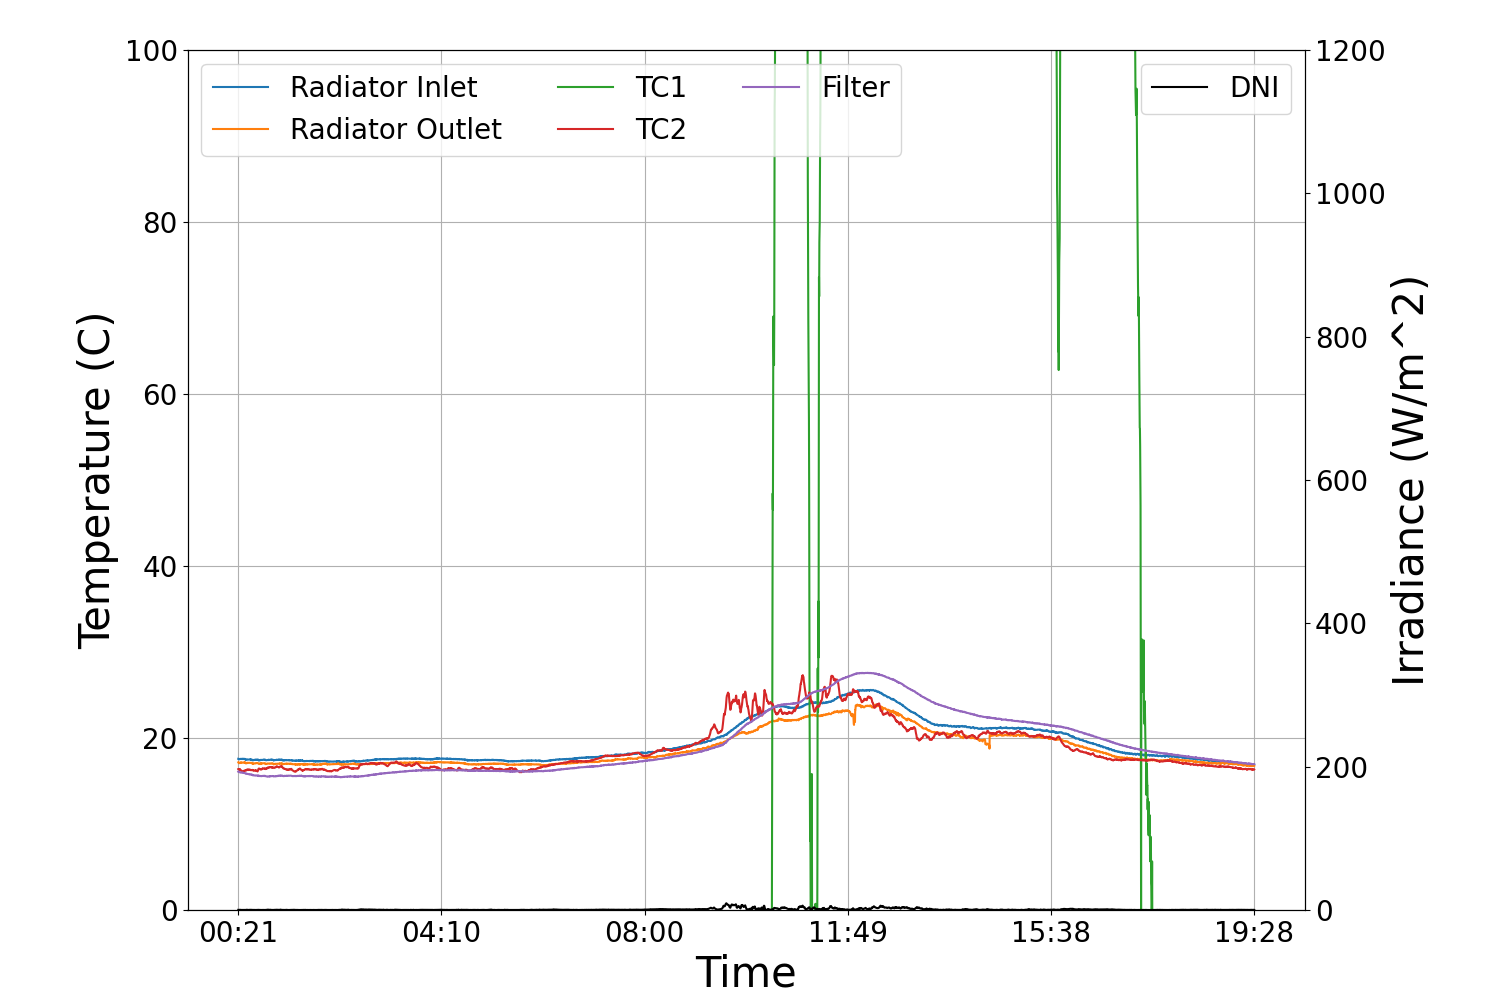 Radiator Inlet
Radiator Outlet
TC1
TC2
Filter
DNI
Temperature (C)
100
80
60
40
20
0
1200
1000
800
600
400
200
0
Irradiance (W/m^2)
00:21 04:10 08:00 11:49 15:38 19:28
Time